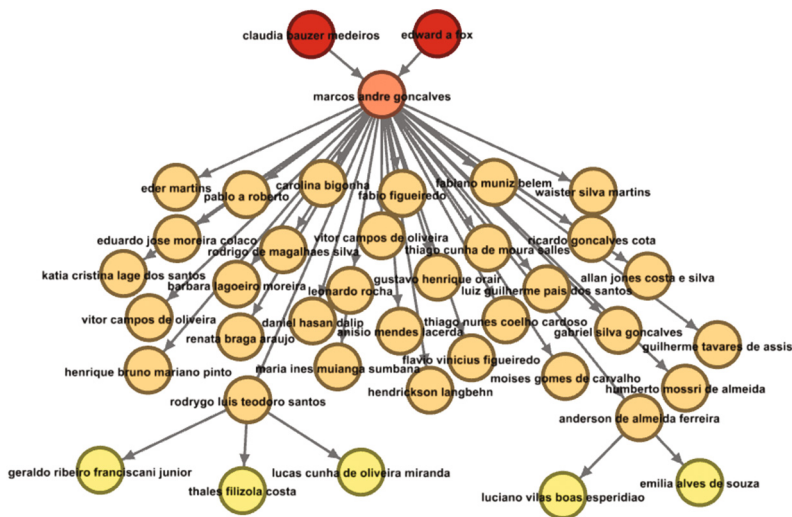 claudia bauzer medeiros
edward a fox
marcos andre goncalves
eder martins
pablo a roberto
carolina bigonha
fabio figueiredo
fabiano muniz belem
waister silva martins
eduardo jose moreira colaco
rodrigo de magalhaes silva
vitor campos de oliveira
thiago cunha de moura salles
ricardo goncalves cota
katia cristina lage dos santos
barbara lagoeiro moreira
leonardo rocha
gustavo henrique orair
luiz guilherme pais dos santos
allan jones costa e silva
vitor campos de oliveira
renata braga araujo
daniel hasan dalip
anisio mendes lacerda
thiago nunes coelho cardoso
gabriel silva goncalves
guilherme tavares de assis
henrique bruno mariano pinto
maria ines muianga sumbana
hendrickson langbehn
flavio vinicius figueiredo
moises gomes de carvalho
humberto mossri de almeida
rodrygo luis teodoro santos
anderson de almeida ferreira
geraldo ribeiro franciscani junior
thales filizola costa
lucas cunha de oliveira miranda
luciano vilas boas esperidiao
emilia alves de souza